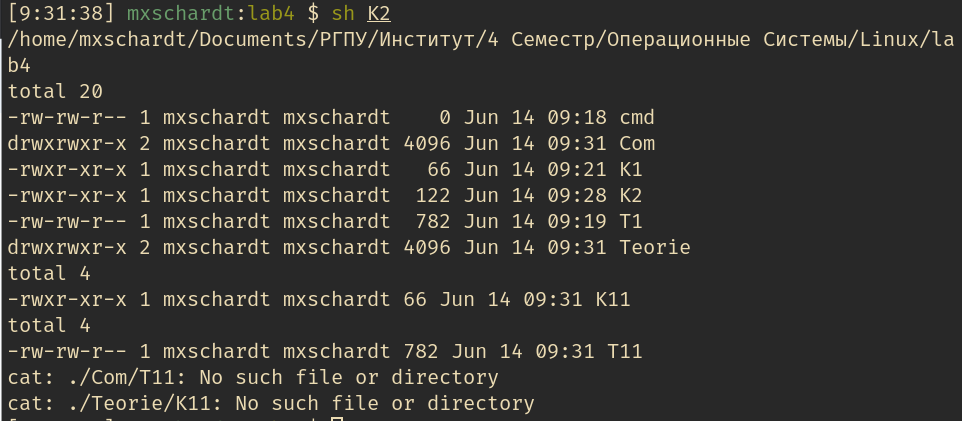 [9:31:38] mxschardt:lab4 $ sh K2
/home/mxschardt/Documents/РГПУ/Институт/4 Семестр/Операционные Системы/Linux/la
b4
total 20
-rw-rw-r-- 1 mxschardt mxschardt    0 Jun 14 09:18 cmd
drwxrwxr-x 2 mxschardt mxschardt 4096 Jun 14 09:31 Com
-rwxr-xr-x 1 mxschardt mxschardt   66 Jun 14 09:21 K1
-rwxr-xr-x 1 mxschardt mxschardt  122 Jun 14 09:28 K2
-rw-rw-r-- 1 mxschardt mxschardt  782 Jun 14 09:19 T1
drwxrwxr-x 2 mxschardt mxschardt 4096 Jun 14 09:31 Teorie
total 4
-rwxr-xr-x 1 mxschardt mxschardt 66 Jun 14 09:31 K11
total 4
-rw-rw-r-- 1 mxschardt mxschardt 782 Jun 14 09:31 T11
cat: ./Com/T11: No such file or directory
cat: ./Teorie/K11: No such file or directory